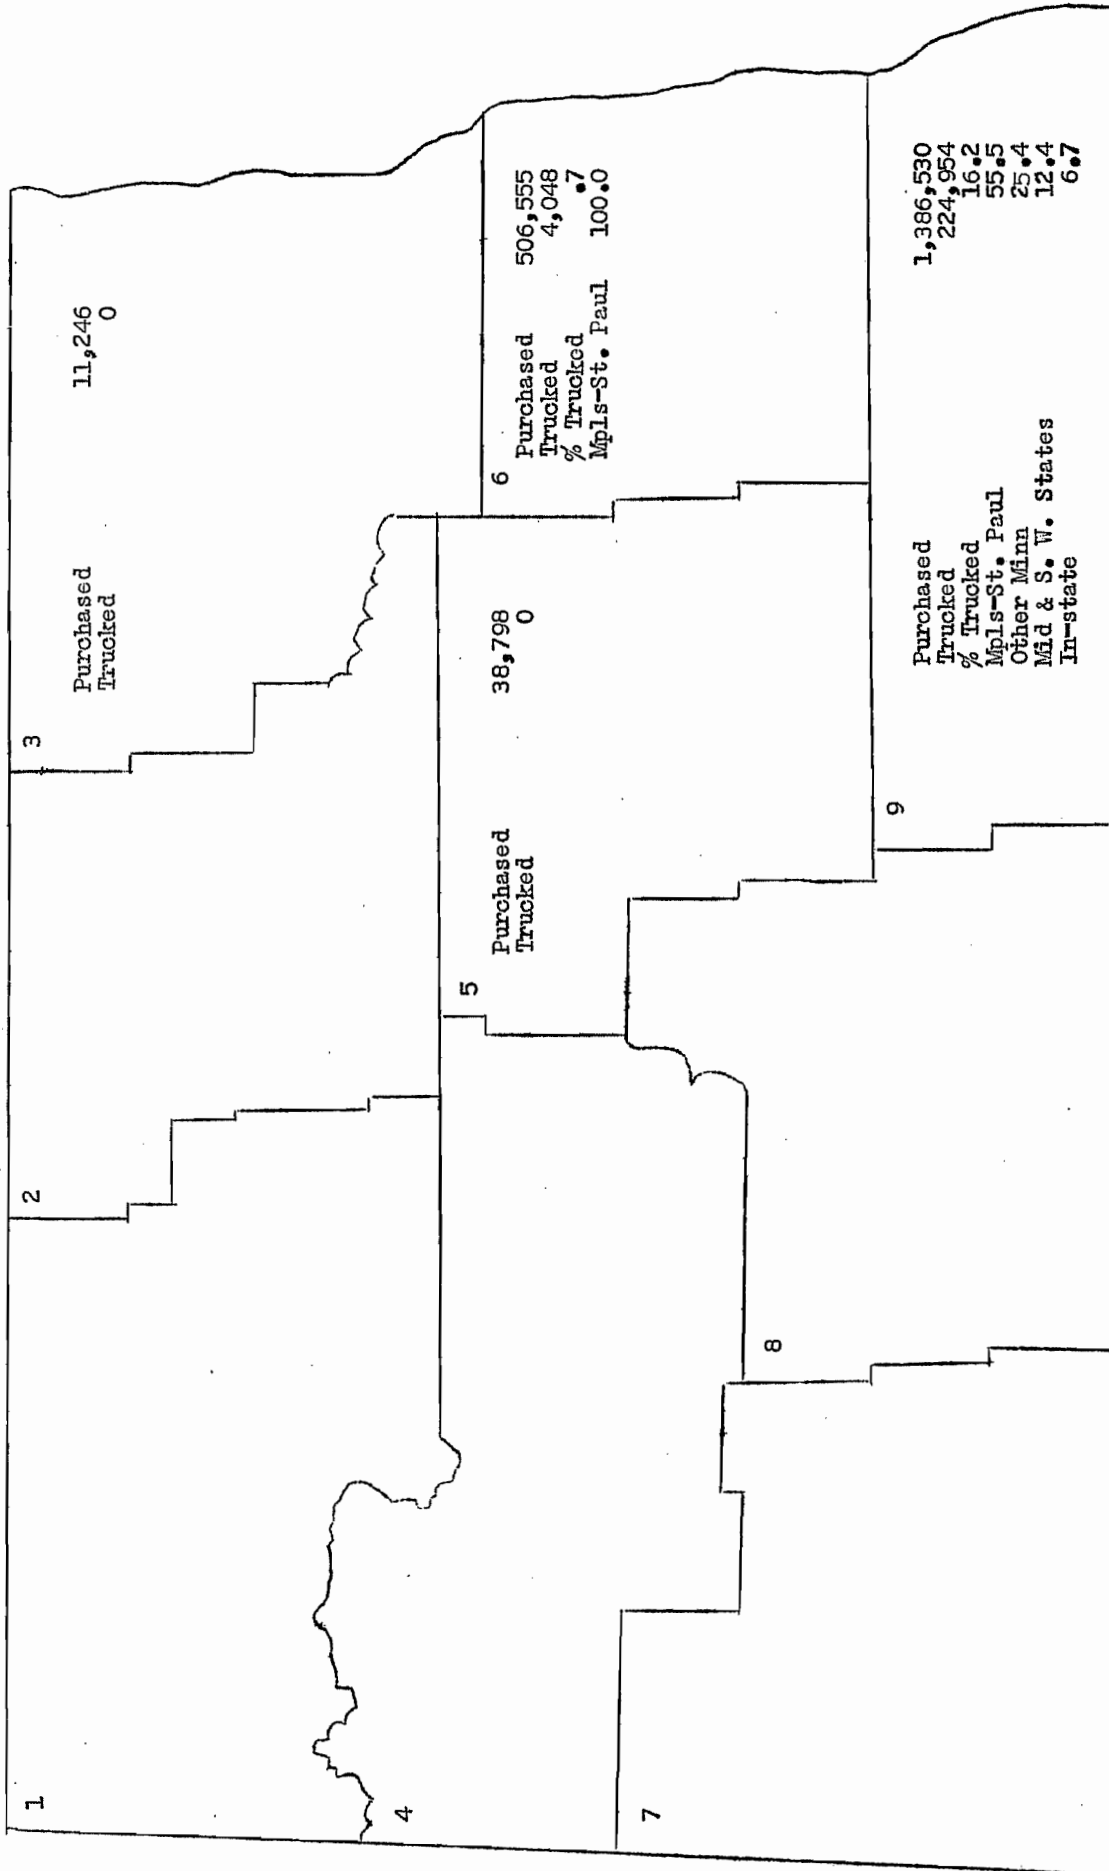 1
2
3
Purchased 11,246
Trucked 0
4
5
Purchased 38,798
Trucked 0
6
Purchased 506,555
Trucked 4,048
% Trucked .7
Mpls-St. Paul 100.0
7
8
9
Purchased 1,386,530
Trucked 224,954
% Trucked 16.2
Mpls-St. Paul 55.5
Other Minn 25.4
Mid & S. W. States 12.4
In-state 6.7